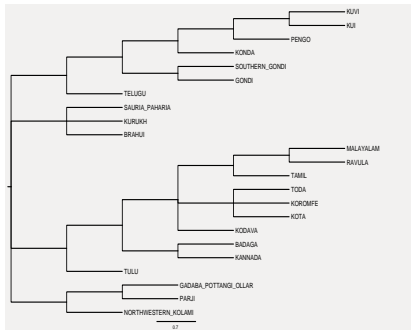 KUVI
KUI
PENGO
KONDA
SOUTHERN_GONDI
GONDI
TELUGU
SAURIA_PAHARIA
KURUKH
BRAHUI
MALAYALAM
RAVULA
TAMIL
TODA
KOROMFE
KOTA
KODAVA
BADAGA
KANNADA
TULU
GADABA_POTTANGI_OLLAR
PARJI
NORTHWESTERN_KOLAMI
0.7